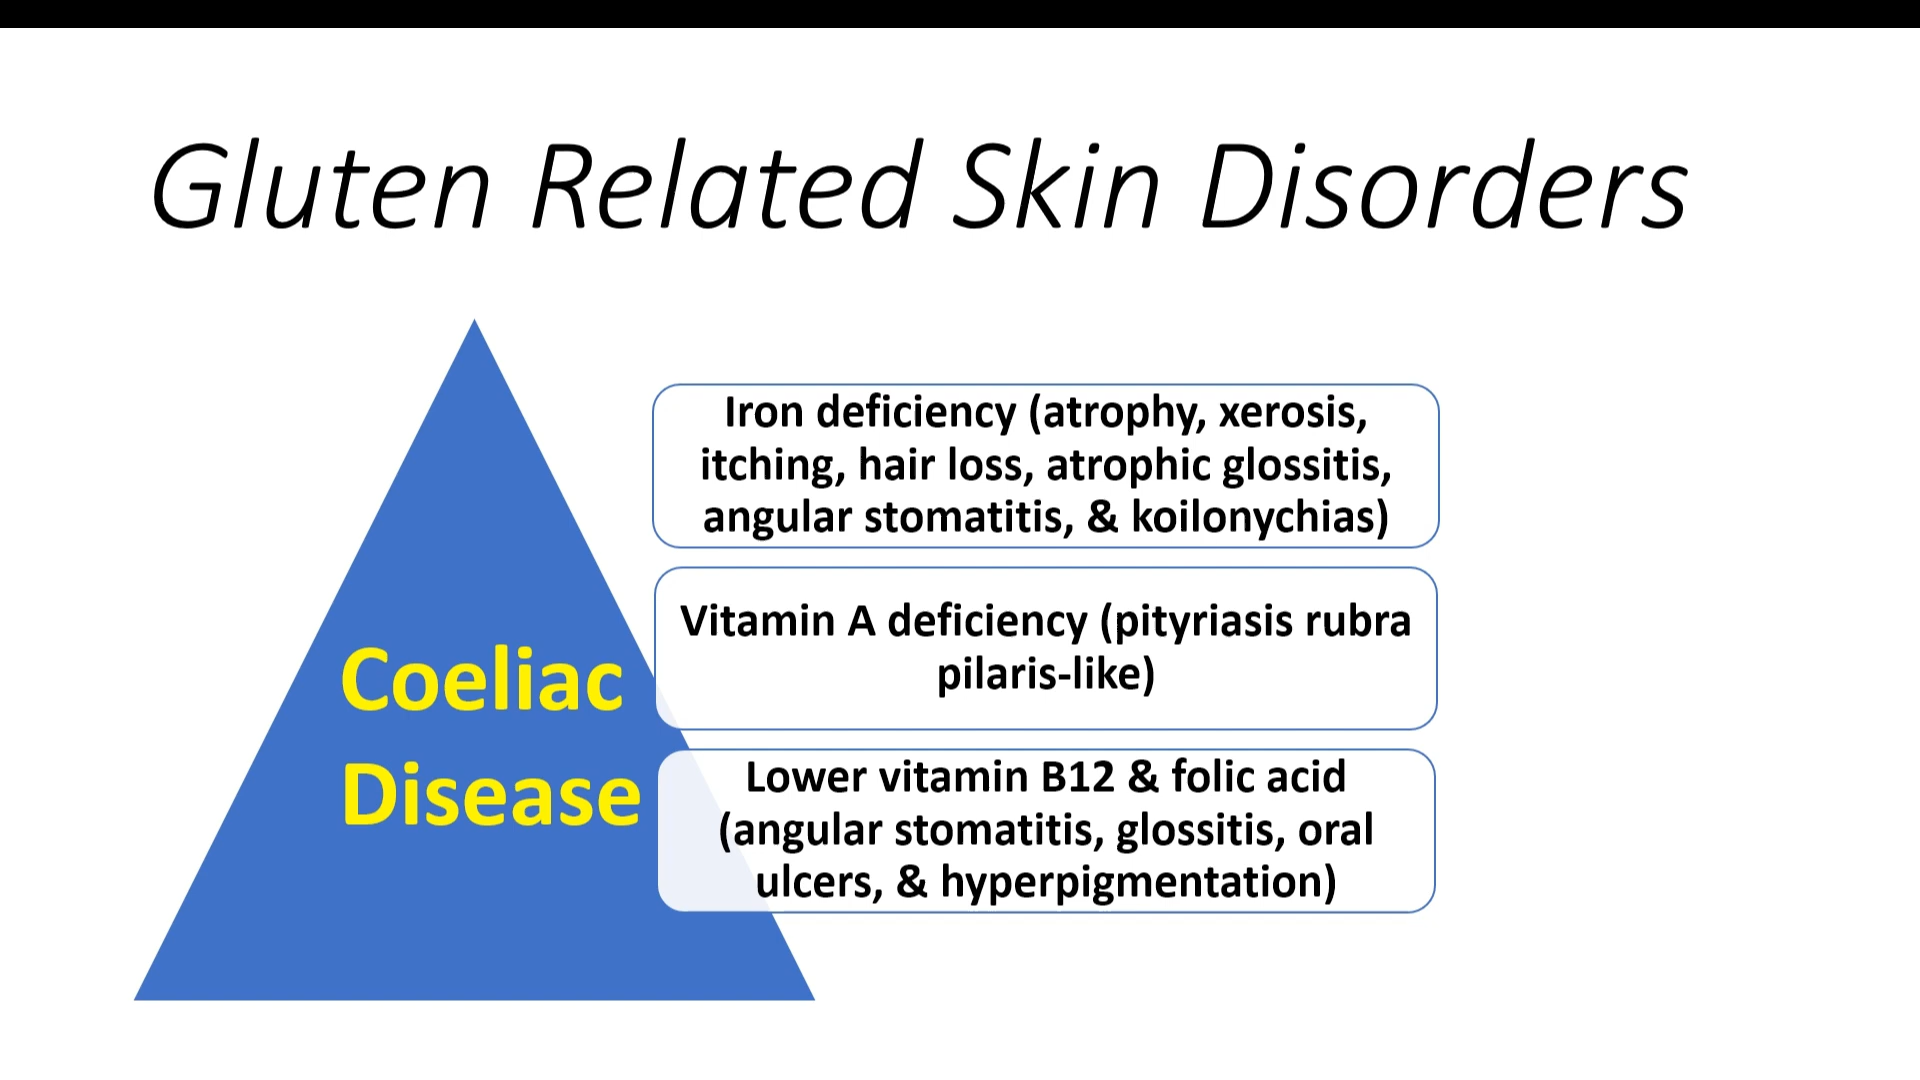 Gluten Related Skin Disorders
Iron deficiency (atrophy, xerosis,
itching, hair loss, atrophic glossitis,
angular stomatitis, & koilonychias)
Vitamin A deficiency (pityriasis rubra
pilaris-like)
Coeliac
Disease
Lower vitamin B12 & folic acid
(angular stomatitis, glossitis, oral
ulcers, & hyperpigmentation)